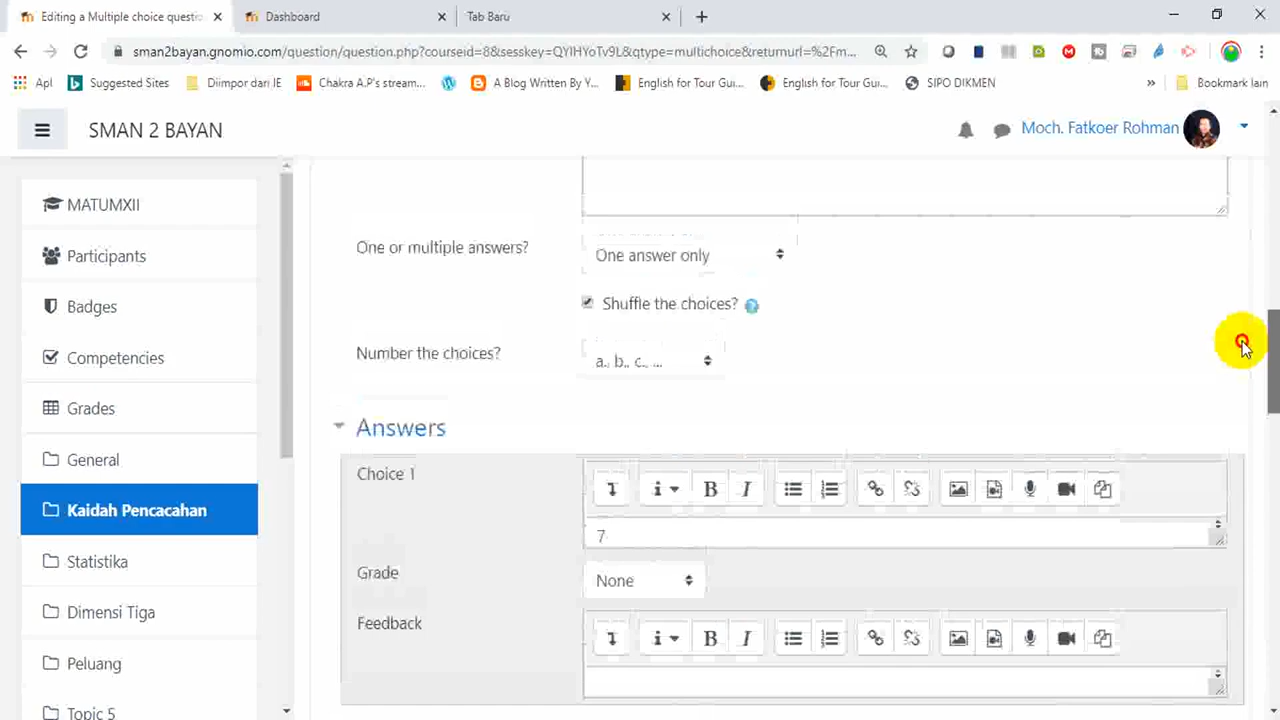 Editing a Multiple choice questio
Dashboard
Tab Baru
sman2bayan.gnomio.com/question/question.php?courseid=8&sesskey=QYIHYoTv9L&qtype=multichoice&returnurl=%2Fm...
Apl
Suggested Sites
Diimpor dari IE
Chakra A.P's stream...
A Blog Written By Y...
English for Tour Gui...
English for Tour Gui...
SIPO DIKMEN
»
Bookmark lain
SMAN 2 BAYAN
Moch. Fatkoer Rohman
MATUMXII
Participants
Badges
Competencies
Grades
General
Kaidah Pencacahan
Statistika
Dimensi Tiga
Peluang
Topic 5
One or multiple answers?
One answer only
Shuffle the choices?
Number the choices?
a., b., c., ...
Answers
Choice 1
B I
7
Grade
None
Feedback
B I